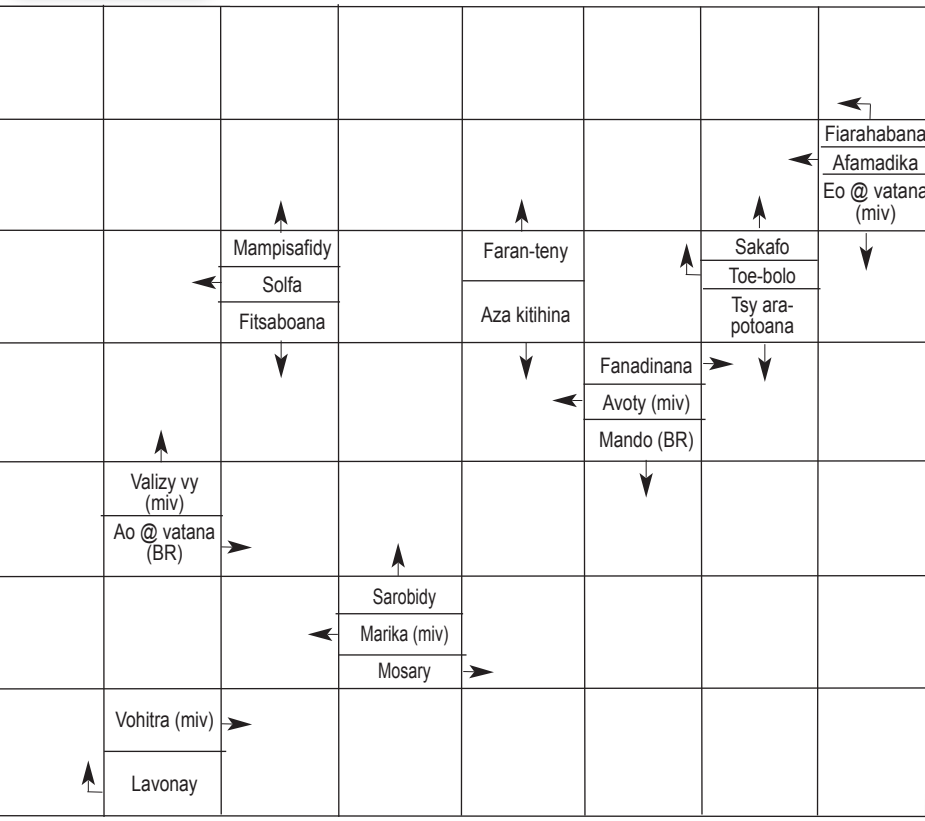 Fiarahabana
Afamadika
Eo @ vatana
(miv)
Mampisafidy
Solfa
Fitsaboana
Faran-teny
Aza kitihina
Sakafo
Toe-bolo
Tsy ara-
potoana
Fanadinana
Avoty (miv)
Mando (BR)
Valizy vy
(miv)
Ao @ vatana
(BR)
Sarobidy
Marika (miv)
Mosary
Vohitra (miv)
Lavonay